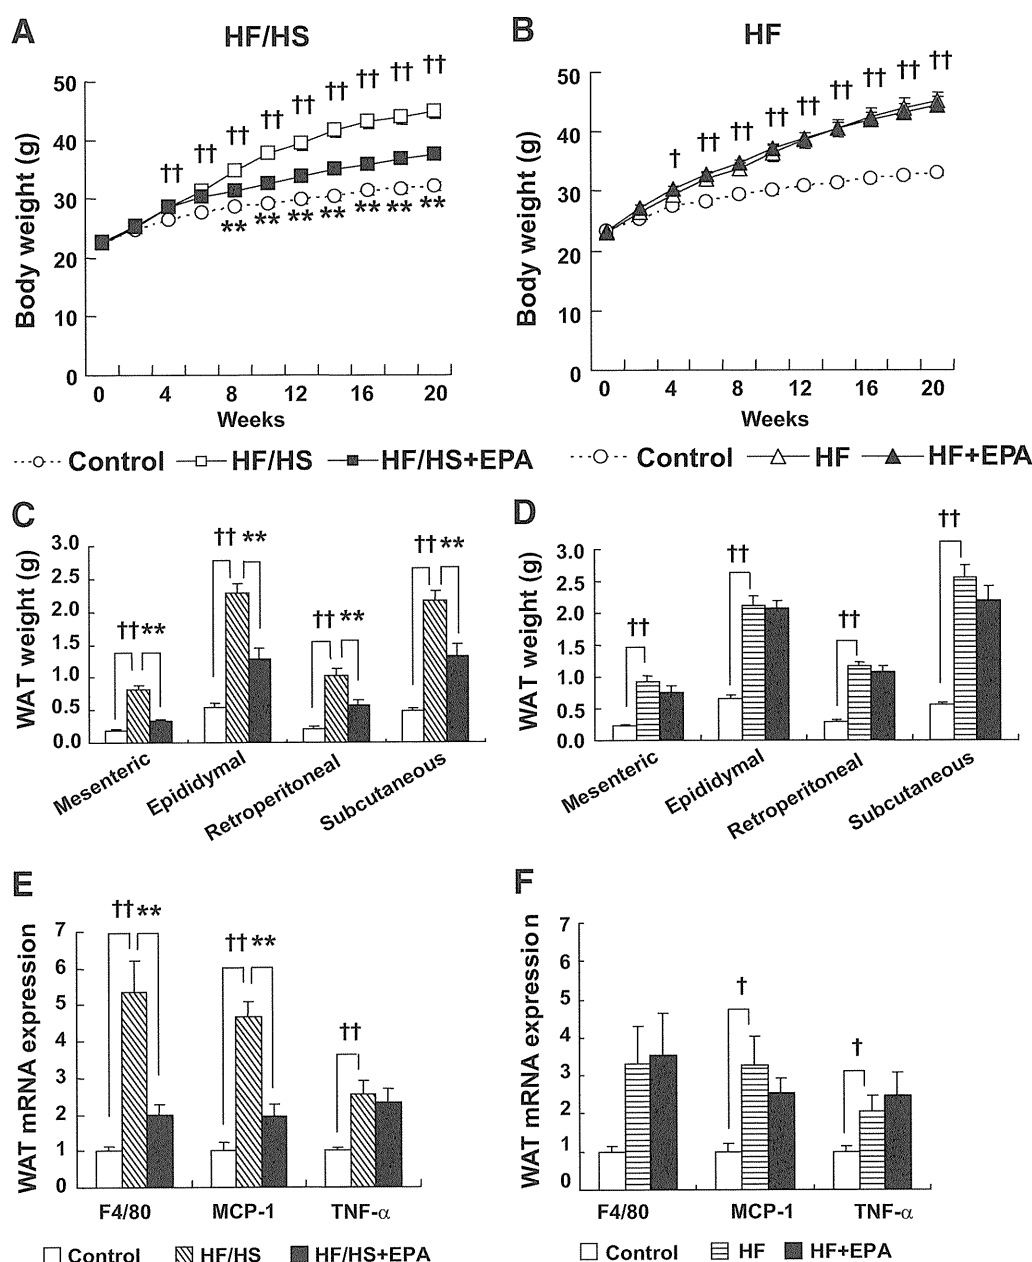 A
HF/HS
Body weight (g)
50
40
30
20
10
0
†† †† †† †† †† †† †† †† ††
** ** ** ** ** ** **
0 4 8 12 16 20
Weeks
Control HF/HS HF/HS+EPA
B
HF
Body weight (g)
50
40
30
20
10
0
† †† †† †† †† †† †† †† ††
0 4 8 12 16 20
Weeks
Control HF HF+EPA
C
WAT weight (g)
3.0
2.5
2.0
1.5
1.0
0.5
0.0
††** †† ** †† ** ††**
Mesenteric
Epididymal
Retroperitoneal
Subcutaneous
D
WAT weight (g)
3.0
2.5
2.0
1.5
1.0
0.5
0.0
†† †† †† ††
Mesenteric
Epididymal
Retroperitoneal
Subcutaneous
E
WAT mRNA expression
7
6
5
4
3
2
1
0
††** ††** ††
F4/80 MCP-1 TNF-α
Control HF/HS HF/HS+EPA
F
WAT mRNA expression
7
6
5
4
3
2
1
0
† †
F4/80 MCP-1 TNF-α
Control HF HF+EPA